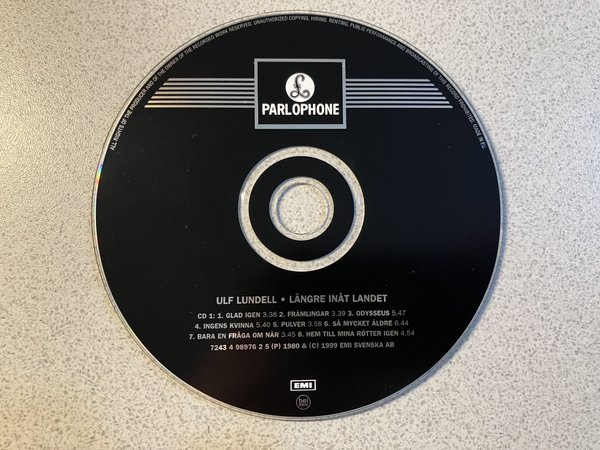 ALL RIGHTS OF THE PRODUCER AND OF THE OWNER OF THE RECORDED WORK RESERVED. UNAUTHORIZED COPYING, HIRING, RENTING, PUBLIC PERFORMANCE AND BROADCASTING OF THIS RECORD PROHIBITED. MADE IN EU.
£
PARLOPHONE
ULF LUNDELL • LÄNGRE INÅT LANDET
CD 1: 1. GLAD IGEN 3.38 2. FRÄMLINGAR 3.39 3. ODYSSEUS 5.47
4. INGENS KVINNA 5.40 5. PULVER 3.58 6. SÅ MYCKET ÄLDRE 6.44
7. BARA EN FRÅGA OM NÄR 3.45 8. HEM TILL MINA RÖTTER IGEN 4.54
7243 4 98976 2 5 (P) 1980 & (C) 1999 EMI SVENSKA AB
EMI